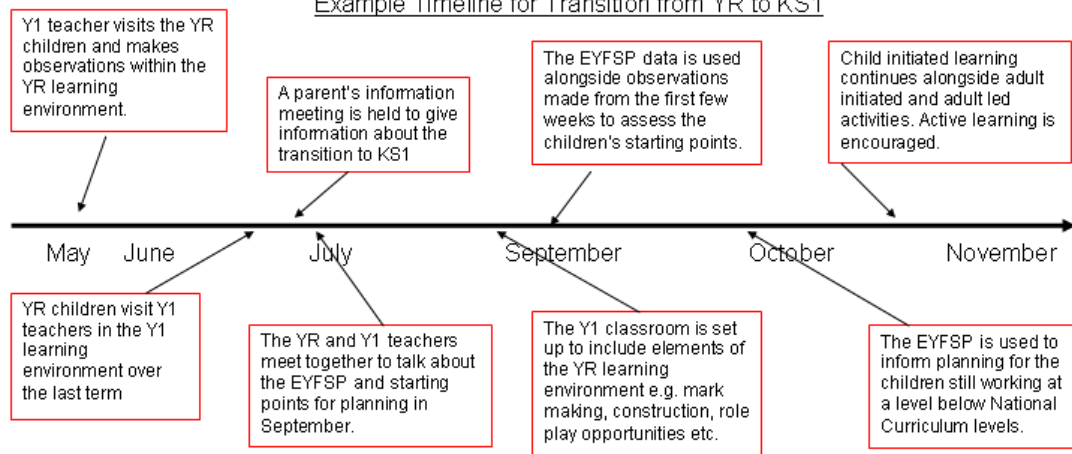 Example Timeline for Transition from YR to KS1
Y1 teacher visits the YR
children and makes
observations within the
YR learning
environment.
A parent's information
meeting is held to give
information about the
transition to KS1
The EYFSP data is used
alongside observations
made from the first few
weeks to assess the
children's starting points.
Child initiated learning
continues alongside adult
initiated and adult led
activities. Active learning is
encouraged.
May June July September October November
YR children visit Y1
teachers in the Y1
learning
environment over
the last term
The YR and Y1 teachers
meet together to talk about
the EYFSP and starting
points for planning in
September.
The Y1 classroom is set
up to include elements of
the YR learning
environment e.g. mark
making, construction, role
play opportunities etc.
The EYFSP is used to
inform planning for the
children still working at
a level below National
Curriculum levels.